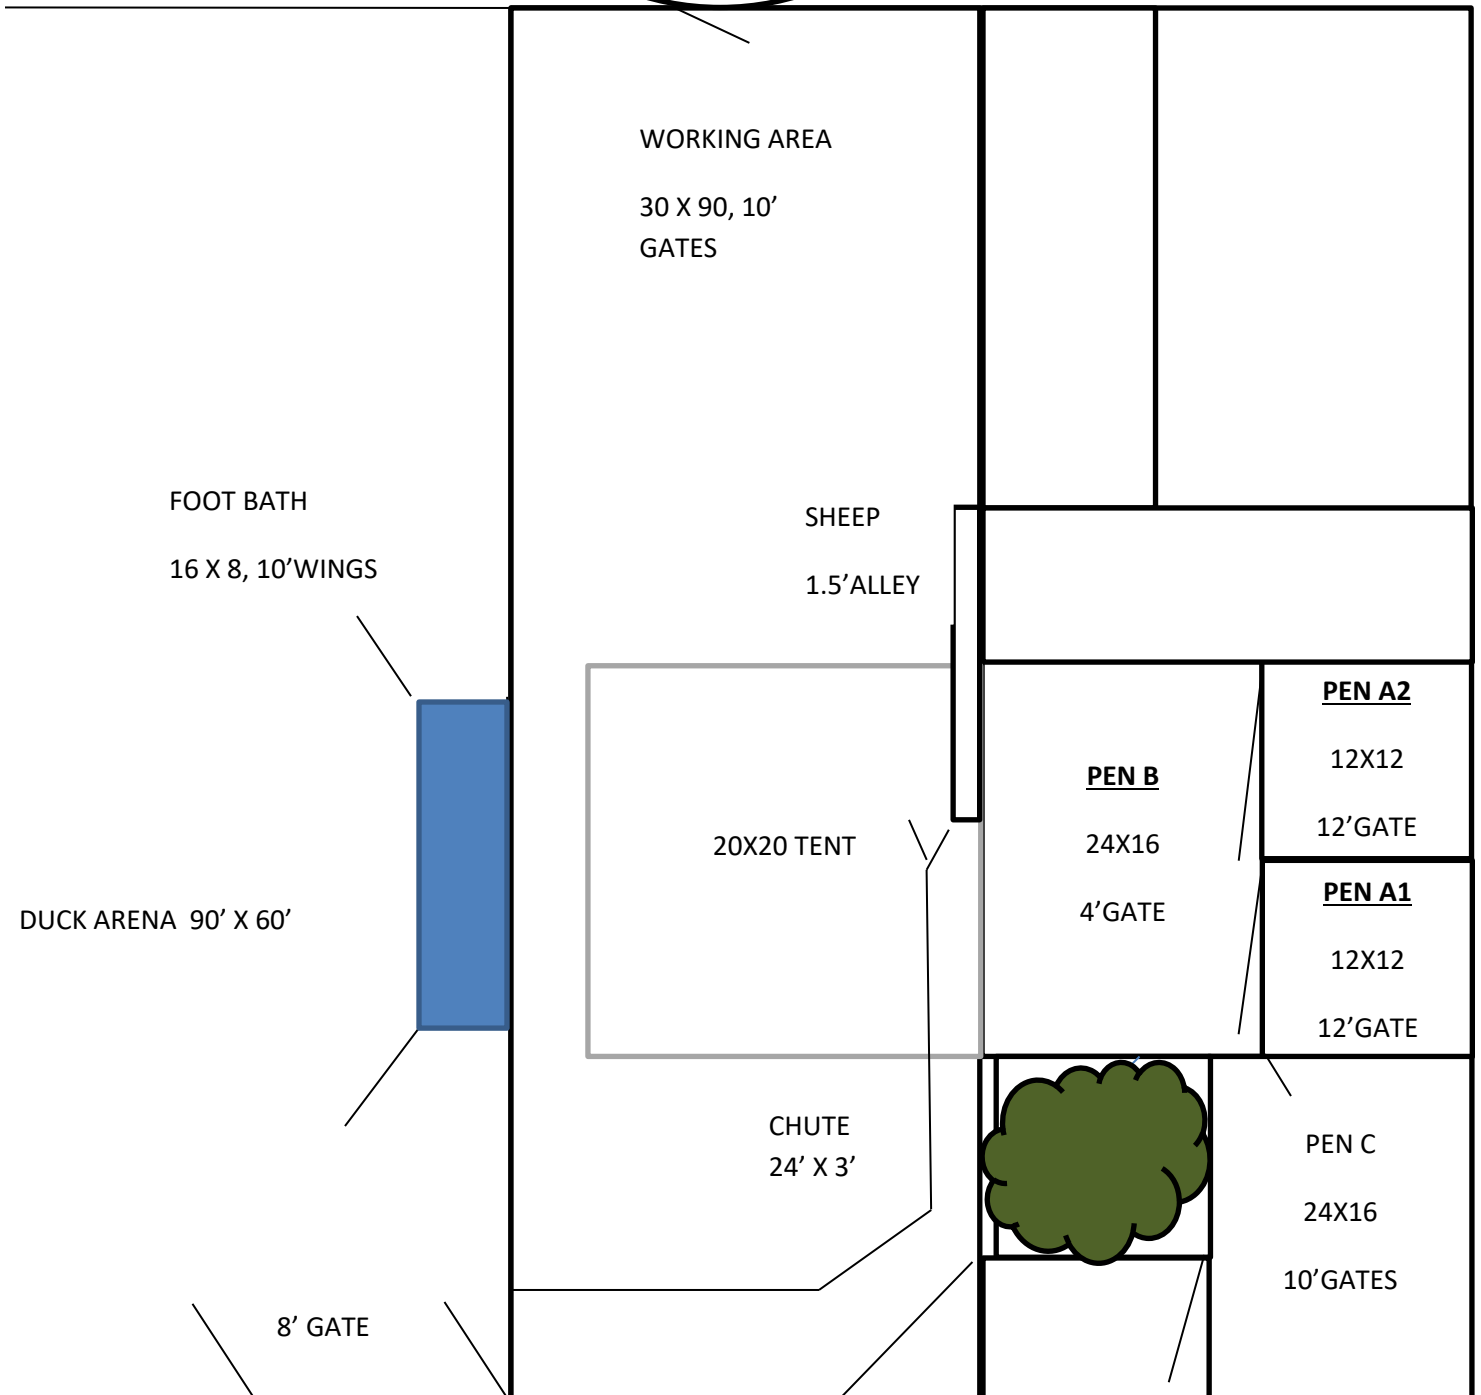 WORKING AREA
30 X 90, 10’
GATES
FOOT BATH
16 X 8, 10’WINGS
SHEEP
1.5’ALLEY
PEN A2
12X12
12’GATE
PEN B
24X16
4’GATE
20X20 TENT
PEN A1
12X12
12’GATE
DUCK ARENA  90’ X 60’
CHUTE
24’ X 3’
PEN C
24X16
10’GATES
8’ GATE